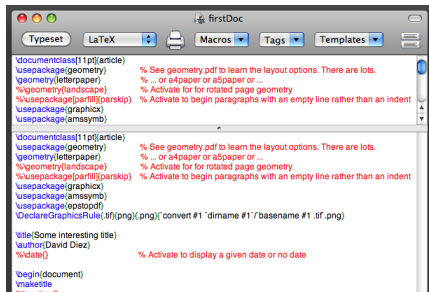 firstDoc
Typeset LaTeX Macros Tags Templates
\documentclass[11pt]{article}
\usepackage{geometry} % See geometry.pdf to learn the layout options. There are lots.
\geometry{letterpaper} % ... or a4paper or a5paper or ...
%\geometry{landscape} % Activate for for rotated page geometry
%\usepackage[parfill]{parskip} % Activate to begin paragraphs with an empty line rather than an indent
\usepackage{graphicx}
\usepackage{amssymb}
\documentclass[11pt]{article}
\usepackage{geometry} % See geometry.pdf to learn the layout options. There are lots.
\geometry{letterpaper} % ... or a4paper or a5paper or ...
%\geometry{landscape} % Activate for for rotated page geometry
%\usepackage[parfill]{parskip} % Activate to begin paragraphs with an empty line rather than an indent
\usepackage{graphicx}
\usepackage{amssymb}
\usepackage{epstopdf}
\DeclareGraphicsRule{.tif}{png}{.png}{`convert #1 `dirname #1`/`basename #1 .tif`.png}
\title{Some interesting title}
\author{David Diez}
%\date{} % Activate to display a given date or no date
\begin{document}
\maketitle